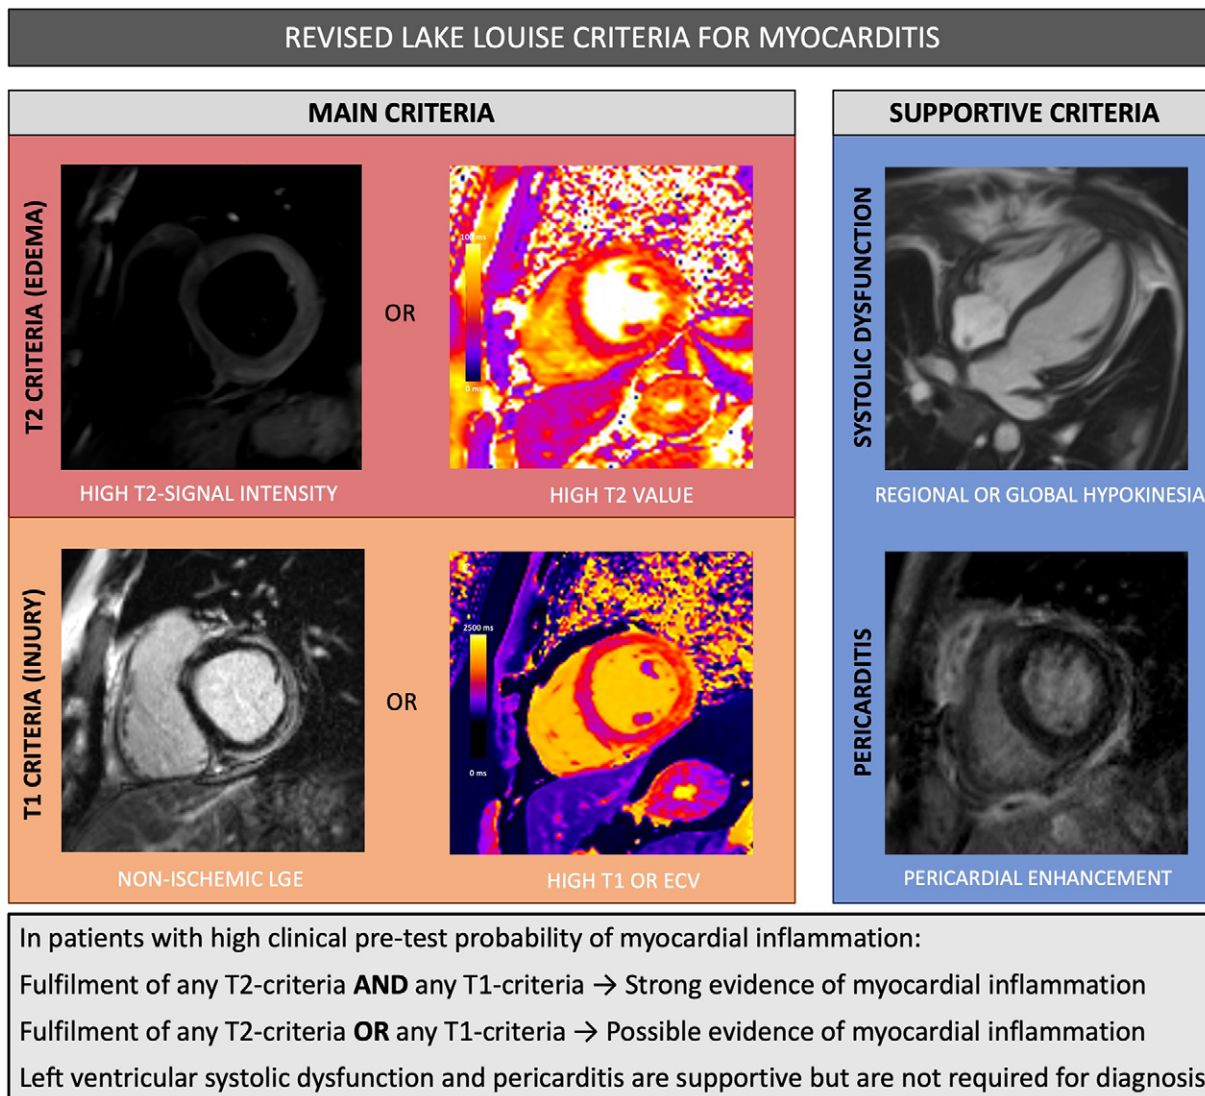 REVISED LAKE LOUISE CRITERIA FOR MYOCARDITIS
MAIN CRITERIA
T2 CRITERIA (EDEMA)
100 ms
0 ms
OR
HIGH T2-SIGNAL INTENSITY
HIGH T2 VALUE
T1 CRITERIA (INJURY)
2500 ms
0 ms
OR
NON-ISCHEMIC LGE
HIGH T1 OR ECV
SUPPORTIVE CRITERIA
SYSTOLIC DYSFUNCTION
REGIONAL OR GLOBAL HYPOKINESIA
PERICARDITIS
PERICARDIAL ENHANCEMENT
In patients with high clinical pre-test probability of myocardial inflammation:
Fulfilment of any T2-criteria AND any T1-criteria → Strong evidence of myocardial inflammation
Fulfilment of any T2-criteria OR any T1-criteria → Possible evidence of myocardial inflammation
Left ventricular systolic dysfunction and pericarditis are supportive but are not required for diagnosis